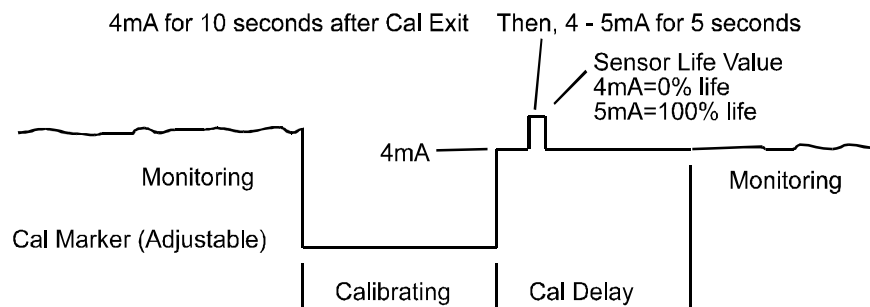 4mA for 10 seconds after Cal Exit
Then, 4 - 5mA for 5 seconds
Sensor Life Value
4mA=0% life
5mA=100% life
4mA
Monitoring
Monitoring
Cal Marker (Adjustable)
Calibrating
Cal Delay